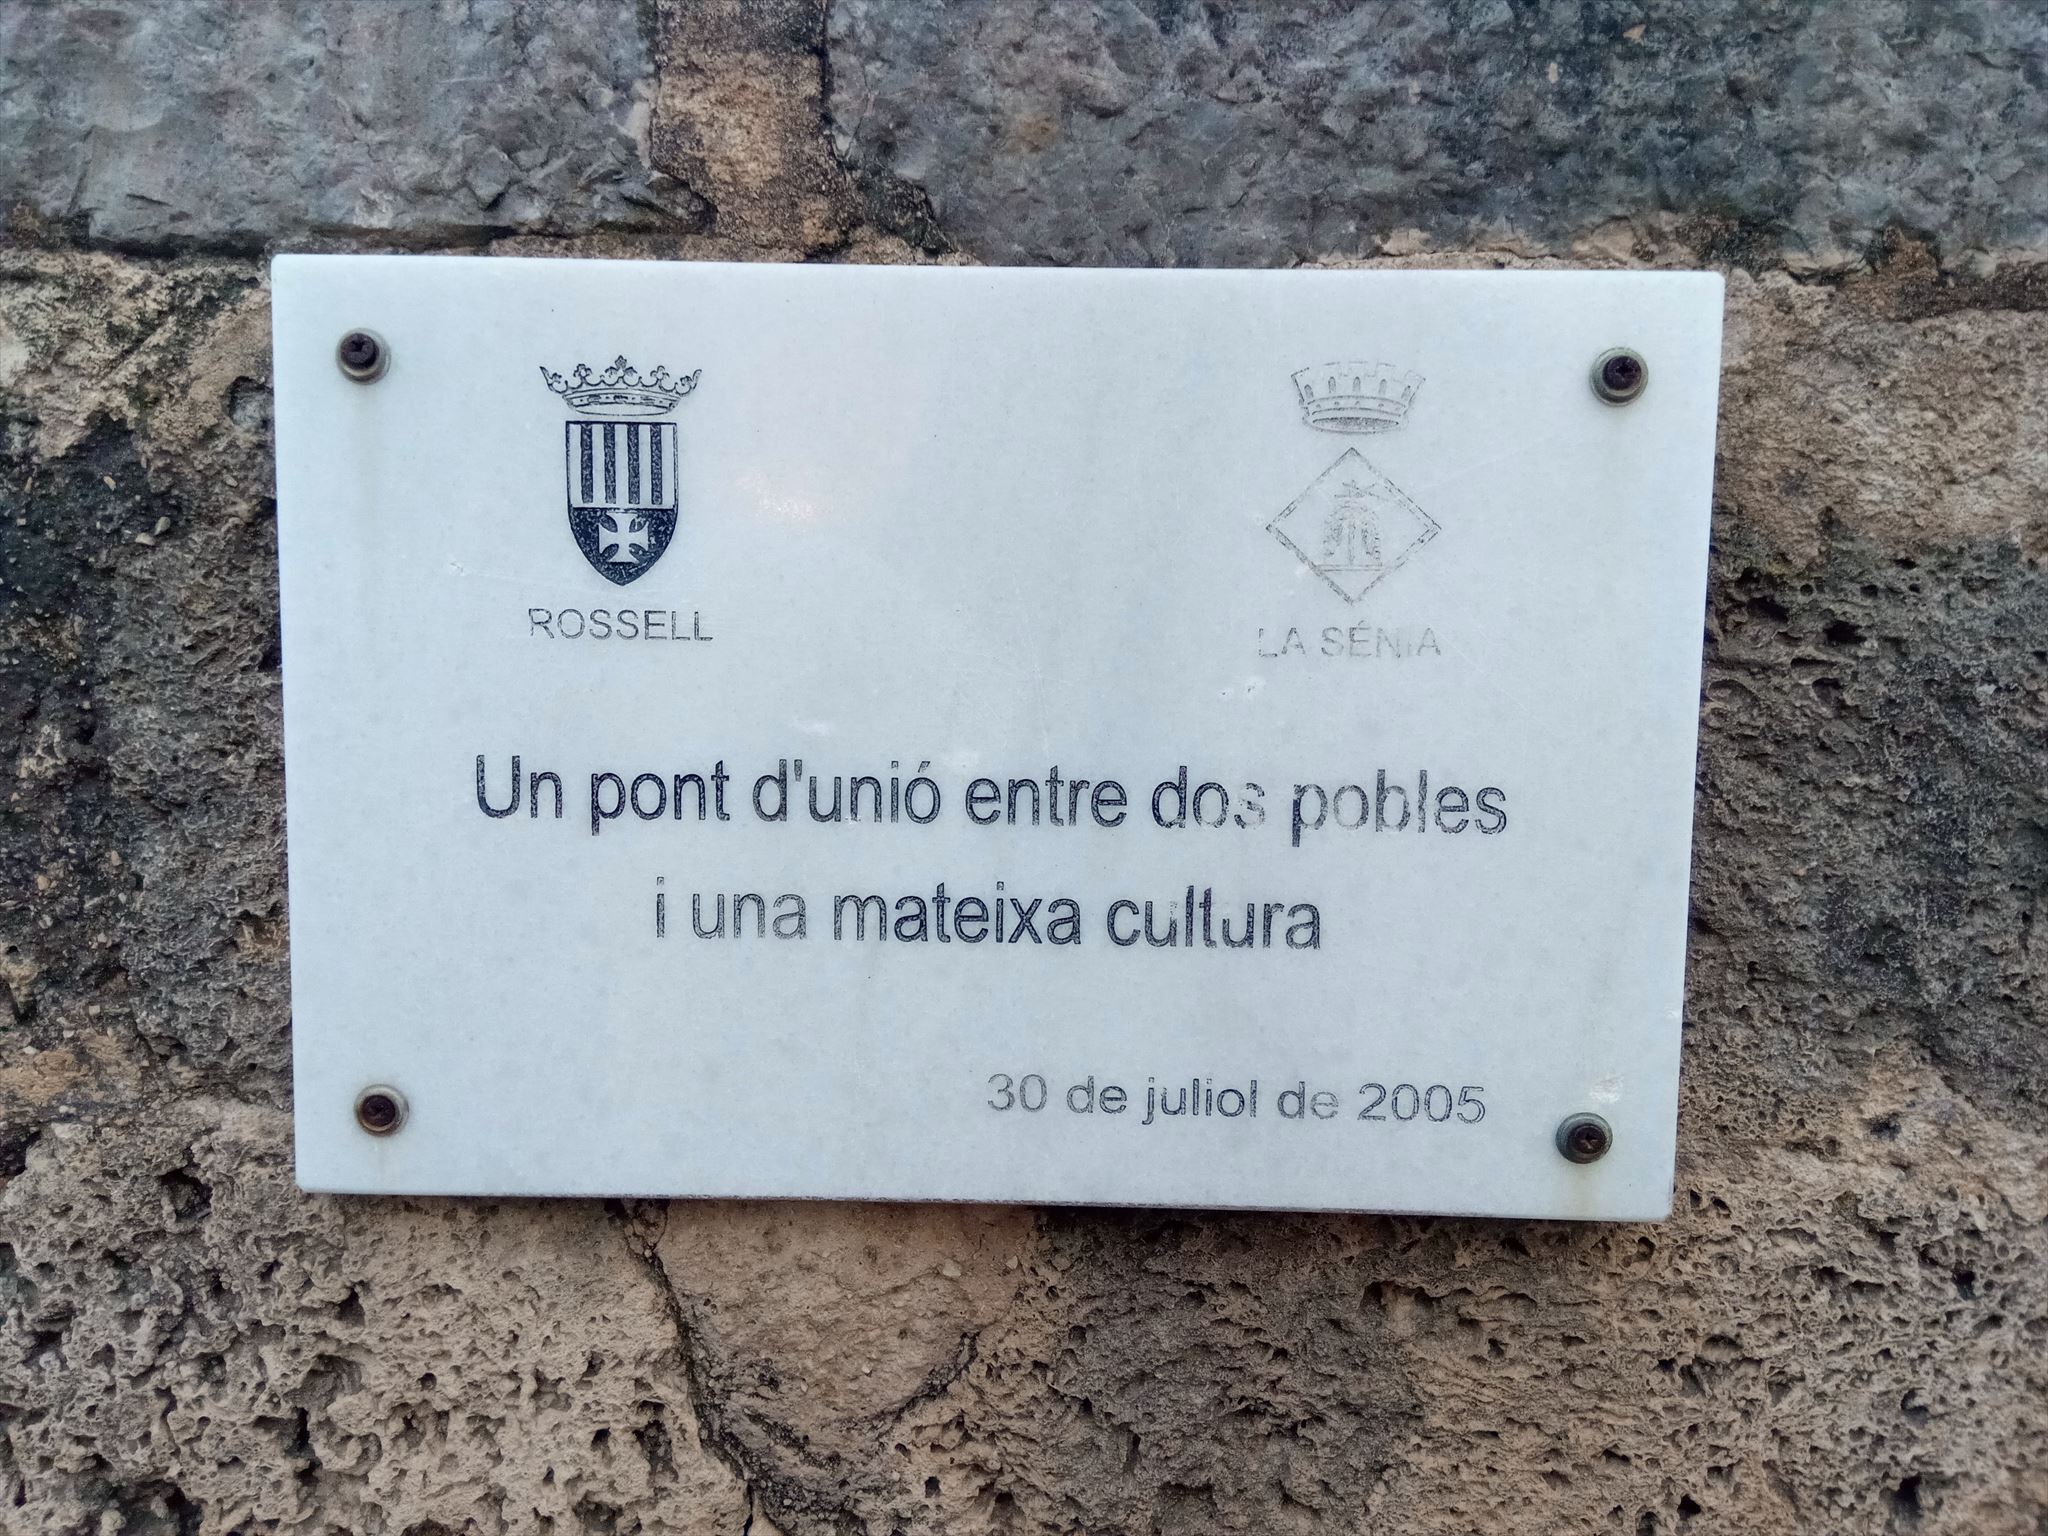 ROSSELL
LA SÉNIA
Un pont d'unió entre dos pobles
i una mateixa cultura
30 de juliol de 2005